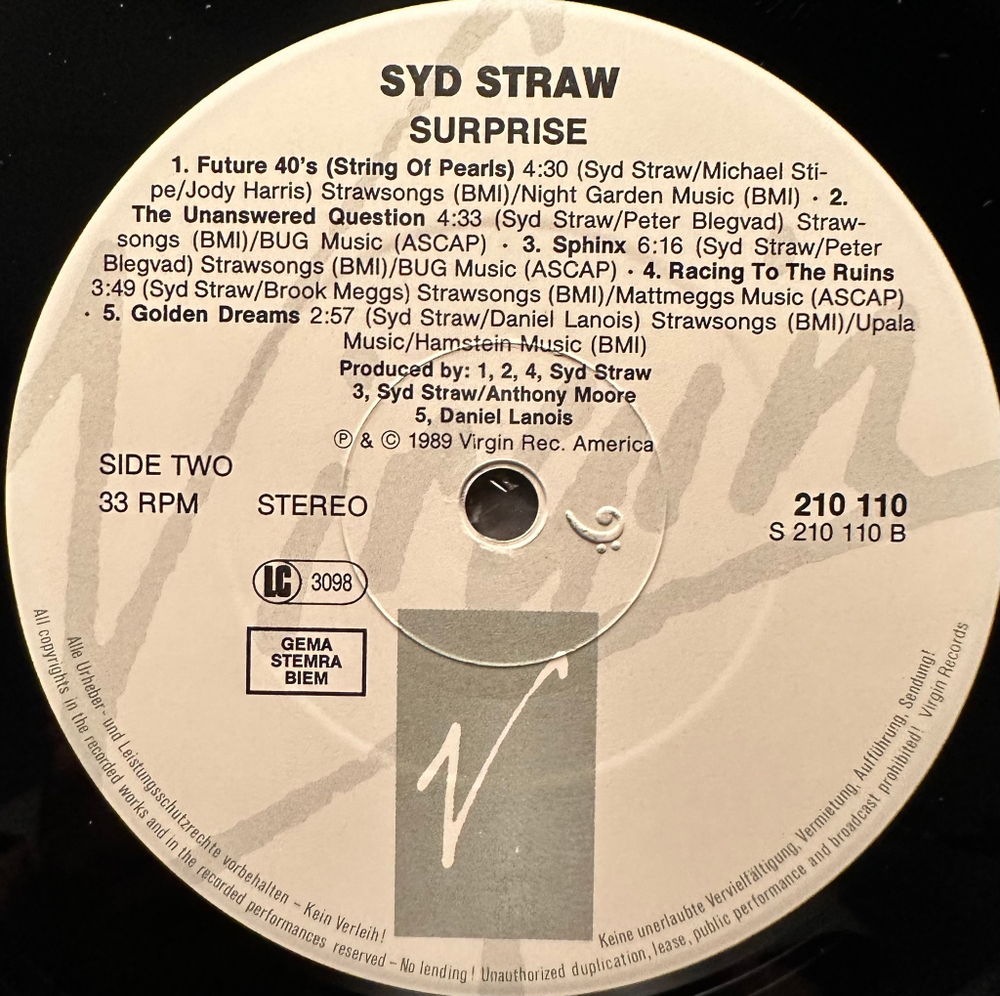 SYD STRAW
SURPRISE
1. Future 40's (String Of Pearls) 4:30 (Syd Straw/Michael Sti-
pe/Jody Harris) Strawsongs (BMI)/Night Garden Music (BMI) · 2.
The Unanswered Question 4:33 (Syd Straw/Peter Blegvad) Straw-
songs (BMI)/BUG Music (ASCAP) · 3. Sphinx 6:16 (Syd Straw/Peter
Blegvad) Strawsongs (BMI)/BUG Music (ASCAP) · 4. Racing To The Ruins
3:49 (Syd Straw/Brook Meggs) Strawsongs (BMI)/Mattmeggs Music (ASCAP)
· 5. Golden Dreams 2:57 (Syd Straw/Daniel Lanois) Strawsongs (BMI)/Upala
Music/Hamstein Music (BMI)
Produced by: 1, 2, 4, Syd Straw
3, Syd Straw/Anthony Moore
5, Daniel Lanois
Ⓟ & © 1989 Virgin Rec. America
SIDE TWO
33 RPM STEREO
210 110
S 210 110 B
LC 3098
GEMA
STEMRA
BIEM
Virgin
V
Alle Urheber- und Leistungsschutzrechte vorbehalten – Kein Verleih! Keine unerlaubte Vervielfältigung, Vermietung, Aufführung, Sendung!
All copyrights in the recorded works and in the recorded performances reserved – No lending! Unauthorized duplication, lease, public performance and broadcast prohibited! Virgin Records